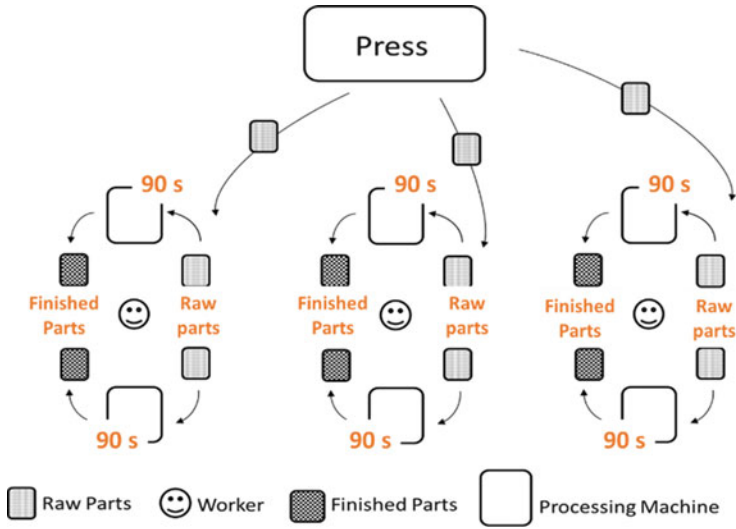 Press
90 s
90 s
90 s
Finished Parts
Raw parts
Finished Parts
Raw parts
Finished Parts
Raw parts
90 s
90 s
90 s
Raw Parts
Worker
Finished Parts
Processing Machine